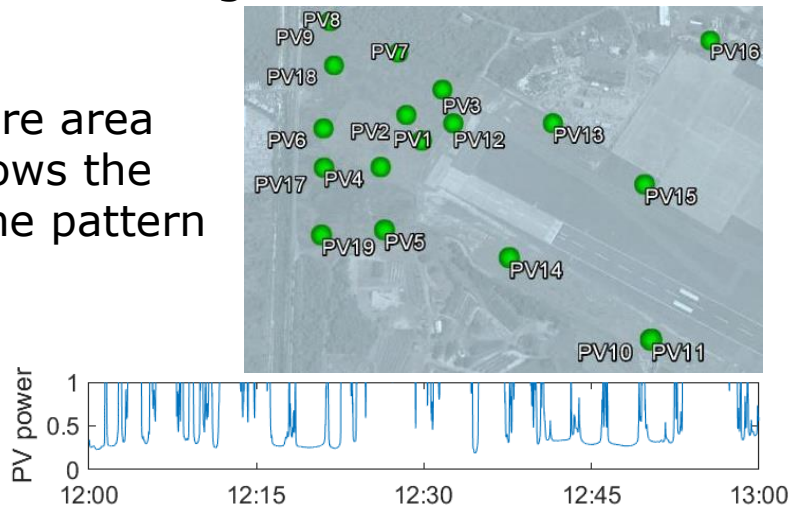 re area
ows the
ne pattern
PV8
PV9
PV7
PV16
PV18
PV3
PV6
PV2
PV1
PV12
PV13
PV17
PV4
PV15
PV19
PV5
PV14
PV10
PV11
PV power
1
0.5
0
12:00
12:15
12:30
12:45
13:00